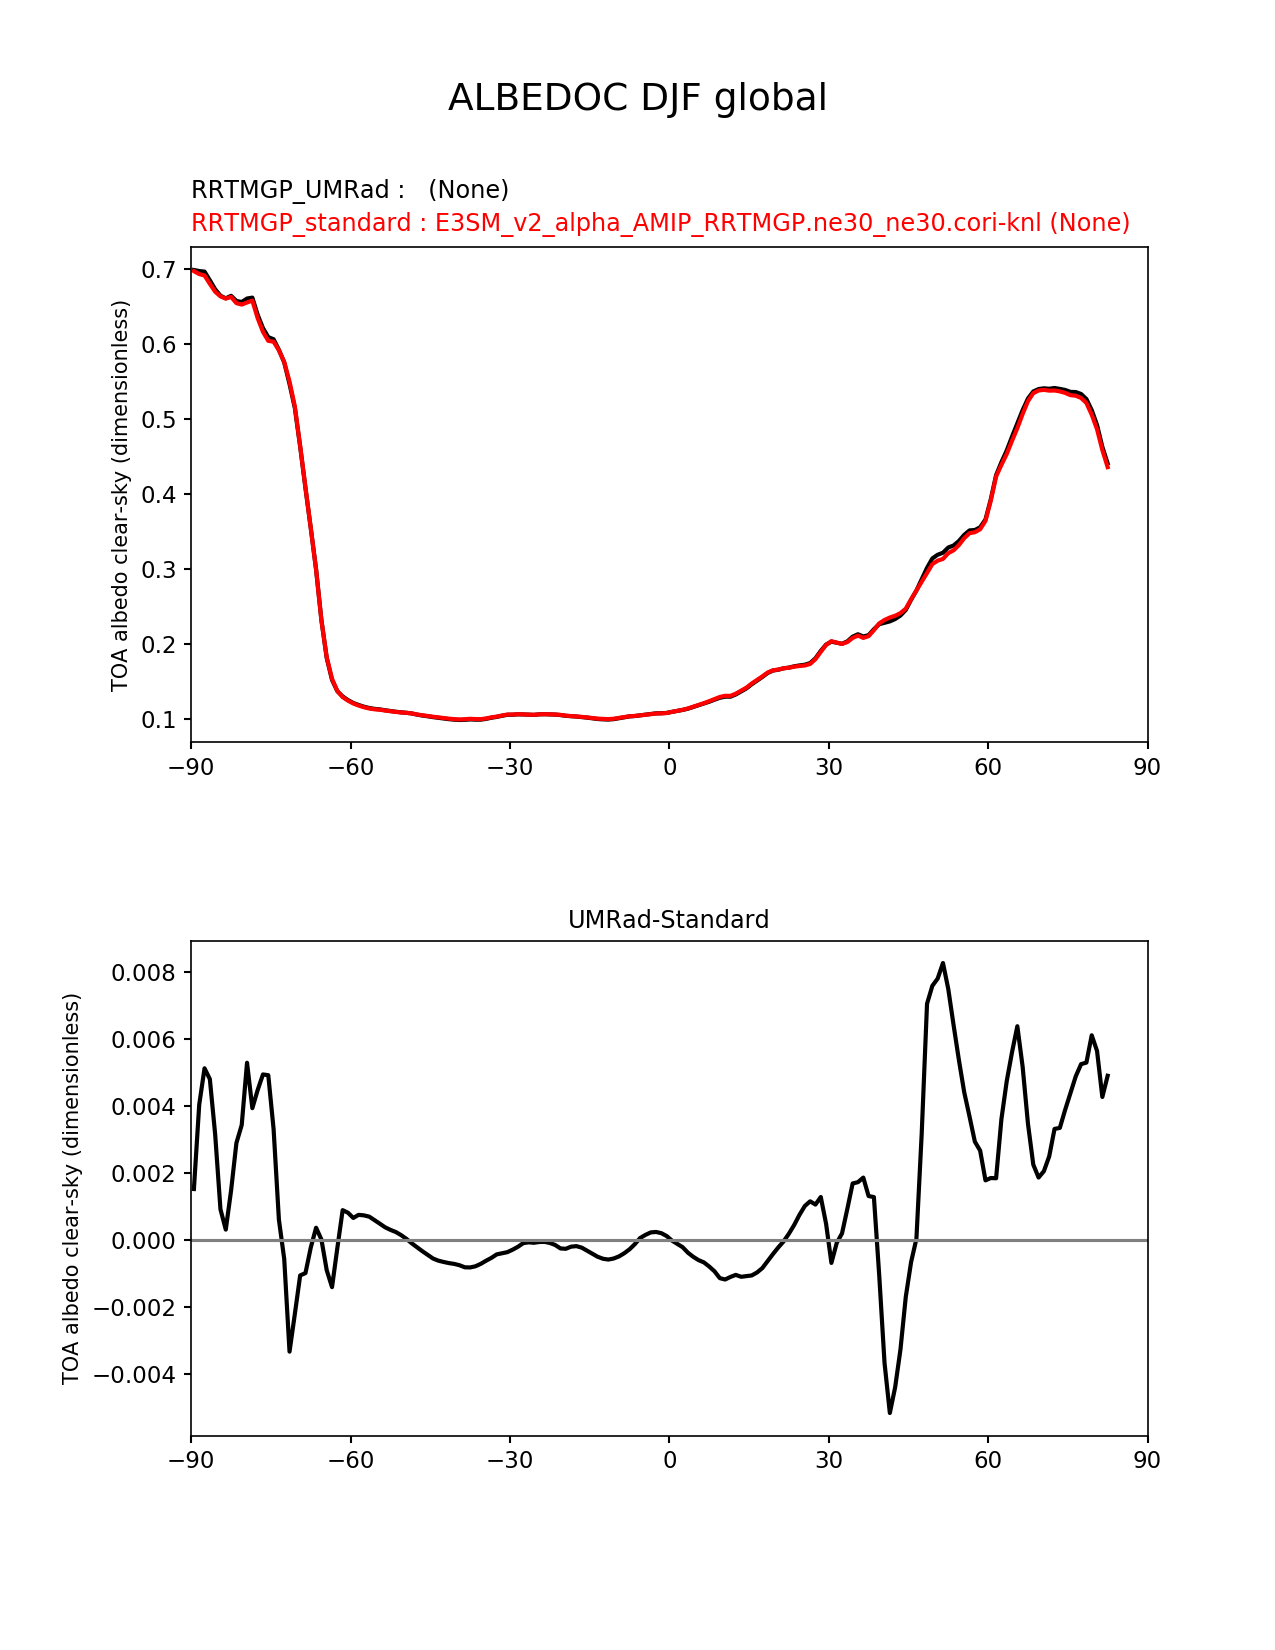 ALBEDOC DJF global
RRTMGP_UMRad :   (None)
RRTMGP_standard : E3SM_v2_alpha_AMIP_RRTMGP.ne30_ne30.cori-knl (None)
TOA albedo clear-sky (dimensionless)
0.7
0.6
0.5
0.4
0.3
0.2
0.1
−90 −60 −30 0 30 60 90
UMRad-Standard
TOA albedo clear-sky (dimensionless)
0.008
0.006
0.004
0.002
0.000
−0.002
−0.004
−90 −60 −30 0 30 60 90